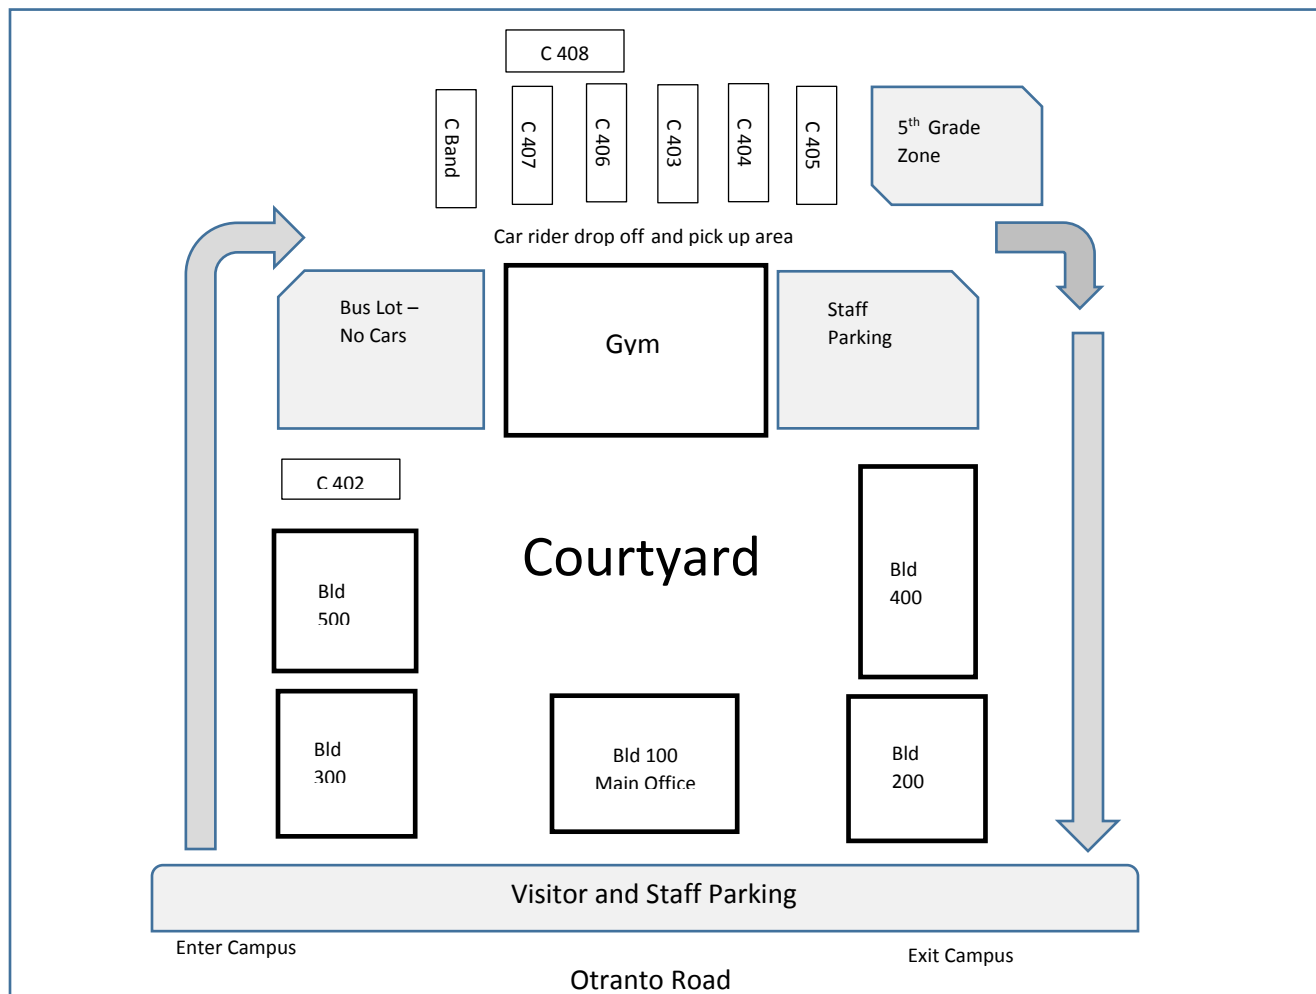 C 408
C Band
C 407
C 406
C 403
C 404
C 405
5th Grade
Zone
Car rider drop off and pick up area
Bus Lot –
No Cars
Gym
Staff
Parking
C 402
Courtyard
Bld
500
Bld
400
Bld
300
Bld 100
Main Office
Bld
200
Visitor and Staff Parking
Enter Campus
Exit Campus
Otranto Road